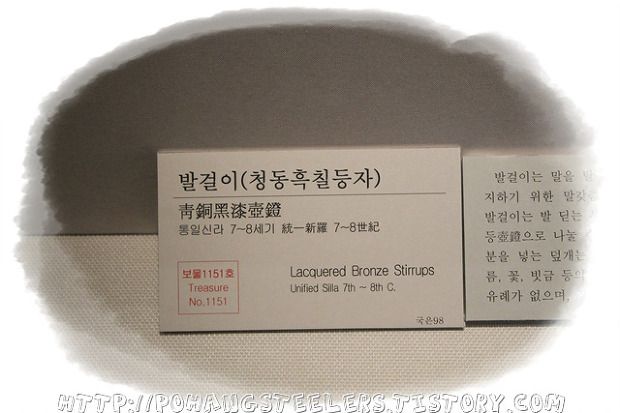 발걸이(청동흑칠등자)
靑銅黑漆壺鐙
통일신라 7~8세기 統一新羅 7~8世紀
보물1151호
Treasure
No.1151
Lacquered Bronze Stirrups
Unified Silla 7th ~ 8th C.
국은98
발걸이는 말을 발
지하기 위한 말갖
발걸이는 발 딛는
등壺鐙으로 나눌
분을 넣는 덮개는
름, 꽃, 빗금 등
유례가 없으며,
HTTP://POHANGSTEELERS.TISTORY.COM/